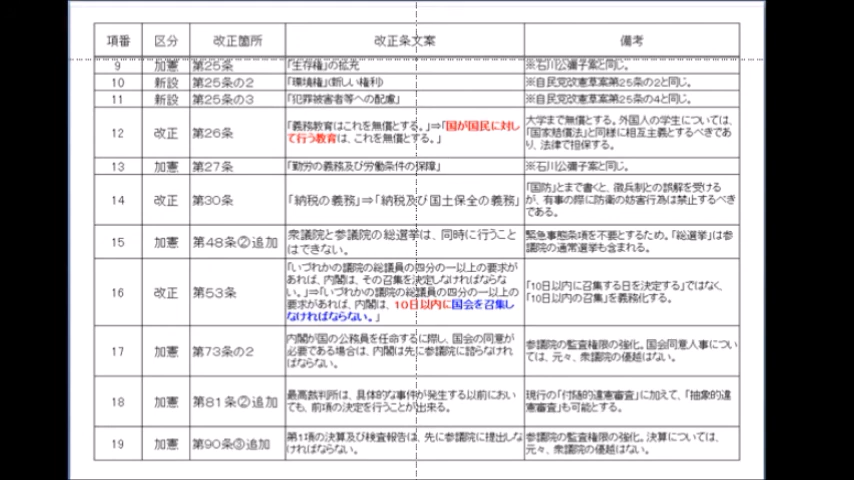 項番 区分 改正箇所 改正条文案 備考
9 加憲 第25条 「生存権」の拡充 ※石川公彌子案と同じ。
10 新設 第25条の2 「環境権」(新しい権利) ※自民党改憲草案第25条の2と同じ。
11 新設 第25条の3 「犯罪被害者等への配慮」 ※自民党改憲草案第25条の4と同じ。
12 改正 第26条 「義務教育はこれを無償とする。」⇒「国が国民に対し
て行う教育は、これを無償とする。」
大学まで無償とする。外国人の学生については、
「国家賠償法」と同様に相互主義とするべきであ
り、法律で担保する。
13 加憲 第27条 「勤労の義務及び労働条件の保障」 ※石川公彌子案と同じ。
14 改正 第30条 「納税の義務」⇒「納税及び国土保全の義務」
「国防」とまで書くと、徴兵制との誤解を受ける
が、有事の際に防衛の妨害行為は禁止するべき
である。
15 加憲 第48条②追加 衆議院と参議院の総選挙は、同時に行うこと
はできない。
緊急事態条項を不要とするため。「総選挙」は参
議院の通常選挙も含まれる。
16 改正 第53条 「いづれかの議院の総議員の四分の一以上の要求が
あれば、内閣は、その召集を決定しなければならな
い。」⇒「いづれかの議院の総議員の四分の一以上の
要求があれば、内閣は、10日以内に国会を召集し
なければならない。」
「10日以内に召集する日を決定する」ではなく、
「10日以内の召集」を義務化する。
17 加憲 第73条の2 内閣が国の公務員を任命するに際し、国会の同意が
必要である場合は、内閣は先に参議院に諮らなけれ
ばならない。
参議院の監査権限の強化。国会同意人事につい
ては、元々、衆議院の優越はない。
18 加憲 第81条②追加 最高裁判所は、具体的な事件が発生する以前におい
ても、前項の決定を行うことが出来る。
現行の「付随的違憲審査」に加えて、「抽象的違
憲審査」も可能とする。
19 加憲 第90条③追加 第1項の決算及び検査報告は、先に参議院に提出しな
ければならない。
参議院の監査権限の強化。決算については、
元々、衆議院の優越はない。